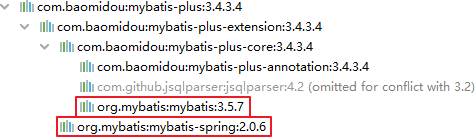 com.baomidou:mybatis-plus:3.4.3.4
com.baomidou:mybatis-plus-extension:3.4.3.4
com.baomidou:mybatis-plus-core:3.4.3.4
com.baomidou:mybatis-plus-annotation:3.4.3.4
com.github.jsqlparser:jsqlparser:4.2 (omitted for conflict with 3.2)
org.mybatis:mybatis:3.5.7
org.mybatis:mybatis-spring:2.0.6